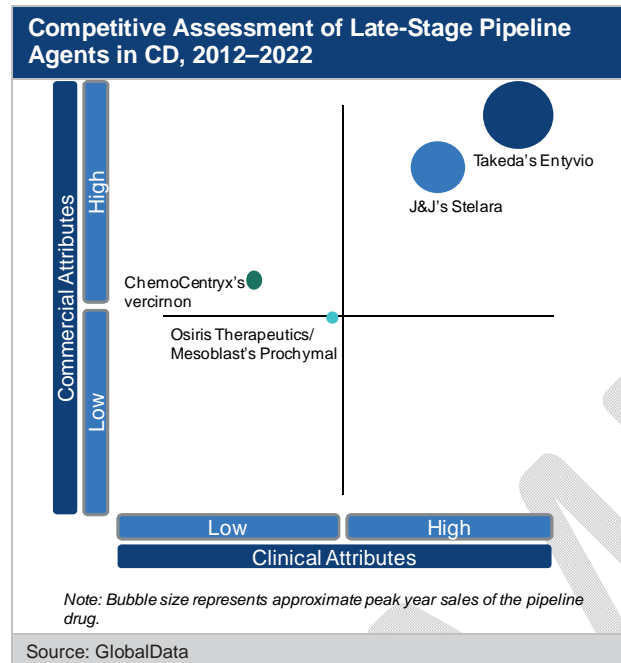 Competitive Assessment of Late-Stage Pipeline
Agents in CD, 2012–2022
Commercial Attributes
High
Low
Takeda's Entyvio
J&J's Stelara
ChemoCentryx's
vercirnon
Osiris Therapeutics/
Mesoblast's Prochymal
Low
High
Clinical Attributes
Note: Bubble size represents approximate peak year sales of the pipeline
drug.
Source: GlobalData